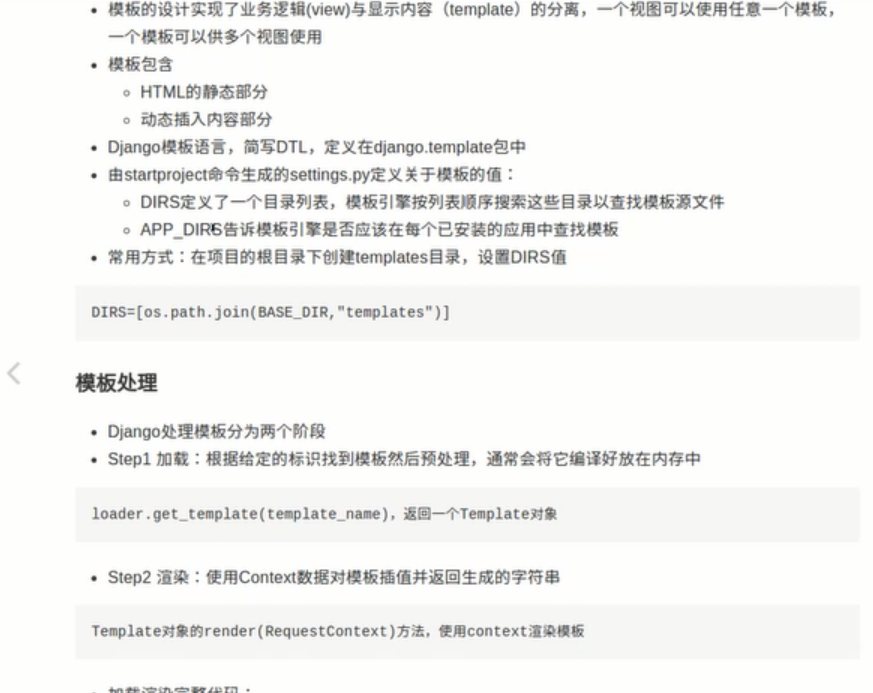 模板的设计实现了业务逻辑(view)与显示内容（template）的分离，一个视图可以使用任意一个模板，
一个模板可以供多个视图使用
模板包含
HTML的静态部分
动态插入内容部分
Django模板语言，简写DTL，定义在django.template包中
由startproject命令生成的settings.py定义关于模板的值：
DIRS定义了一个目录列表，模板引擎按列表顺序搜索这些目录以查找模板源文件
APP_DIRS告诉模板引擎是否应该在每个已安装的应用中查找模板
常用方式：在项目的根目录下创建templates目录，设置DIRS值
DIRS=[os.path.join(BASE_DIR,"templates")]
模板处理
Django处理模板分为两个阶段
Step1 加载：根据给定的标识找到模板然后预处理，通常会将它编译好放在内存中
loader.get_template(template_name)，返回一个Template对象
Step2 渲染：使用Context数据对模板插值并返回生成的字符串
Template对象的render(RequestContext)方法，使用context渲染模板
加载渲染完整代码：